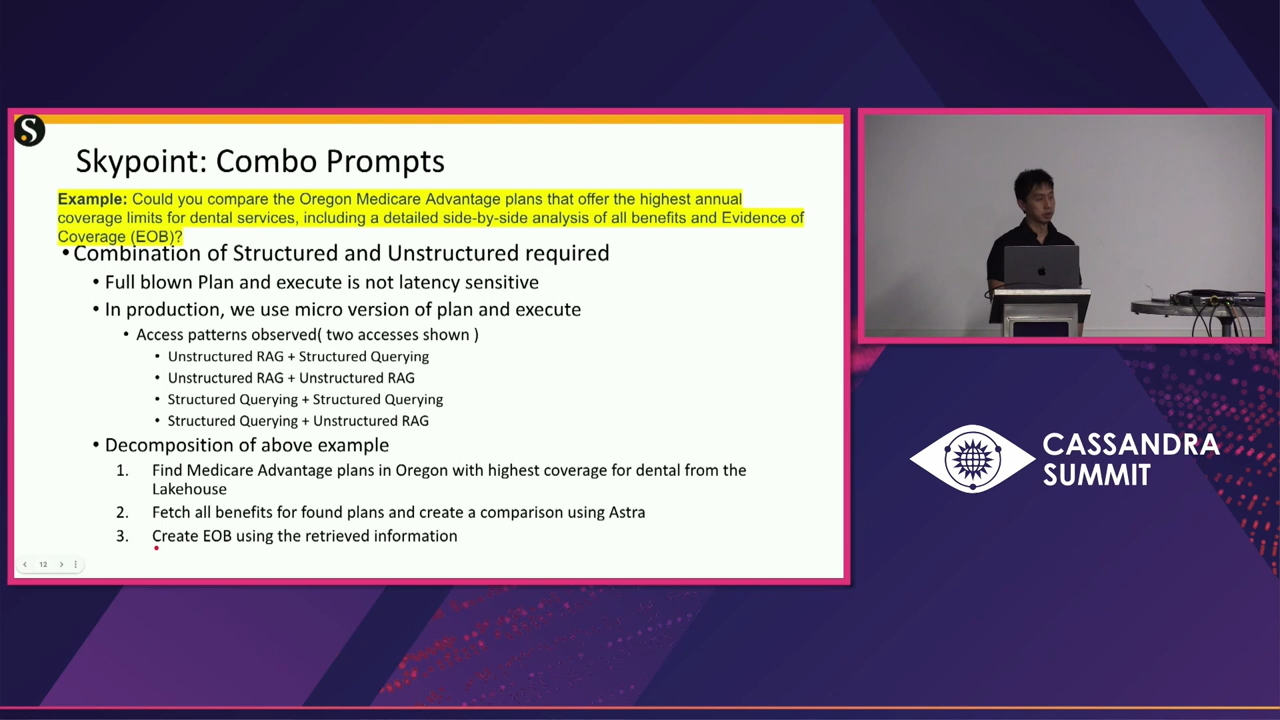 S
Skypoint: Combo Prompts
Example: Could you compare the Oregon Medicare Advantage plans that offer the highest annual
coverage limits for dental services, including a detailed side-by-side analysis of all benefits and Evidence of
Coverage (EOB)?
• Combination of Structured and Unstructured required
• Full blown Plan and execute is not latency sensitive
• In production, we use micro version of plan and execute
• Access patterns observed( two accesses shown )
• Unstructured RAG + Structured Querying
• Unstructured RAG + Unstructured RAG
• Structured Querying + Structured Querying
• Structured Querying + Unstructured RAG
• Decomposition of above example
1. Find Medicare Advantage plans in Oregon with highest coverage for dental from the
Lakehouse
2. Fetch all benefits for found plans and create a comparison using Astra
3. Create EOB using the retrieved information
12
CASSANDRA
SUMMIT